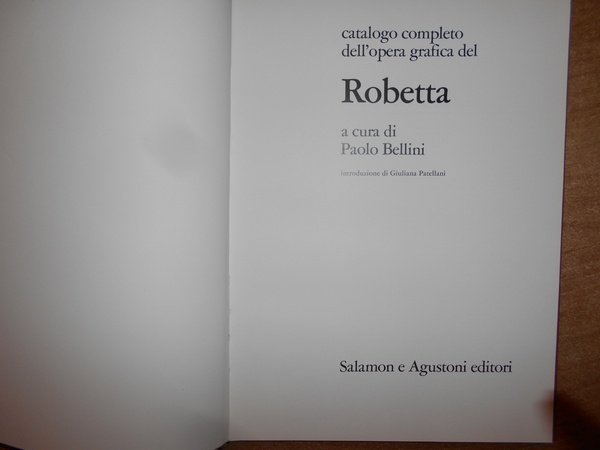 catalogo completo
dell'opera grafica del
Robetta
a cura di
Paolo Bellini
introduzione di Giuliana Patellani
Salamon e Agustoni editori